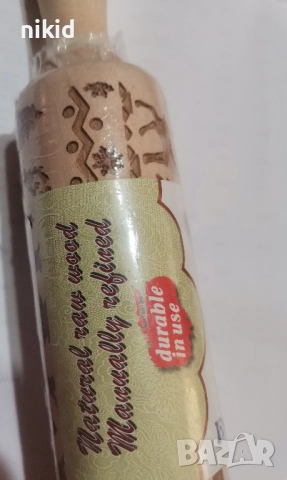 nikid
Natural raw wood
Manually refined
durable
in use
BAZAR